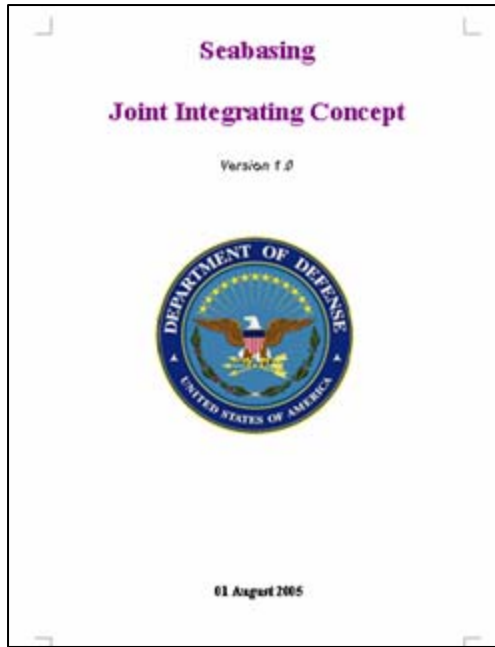 Seabasing
Joint Integrating Concept
Version 1.0
DEPARTMENT OF DEFENSE
UNITED STATES OF AMERICA
01 August 2005